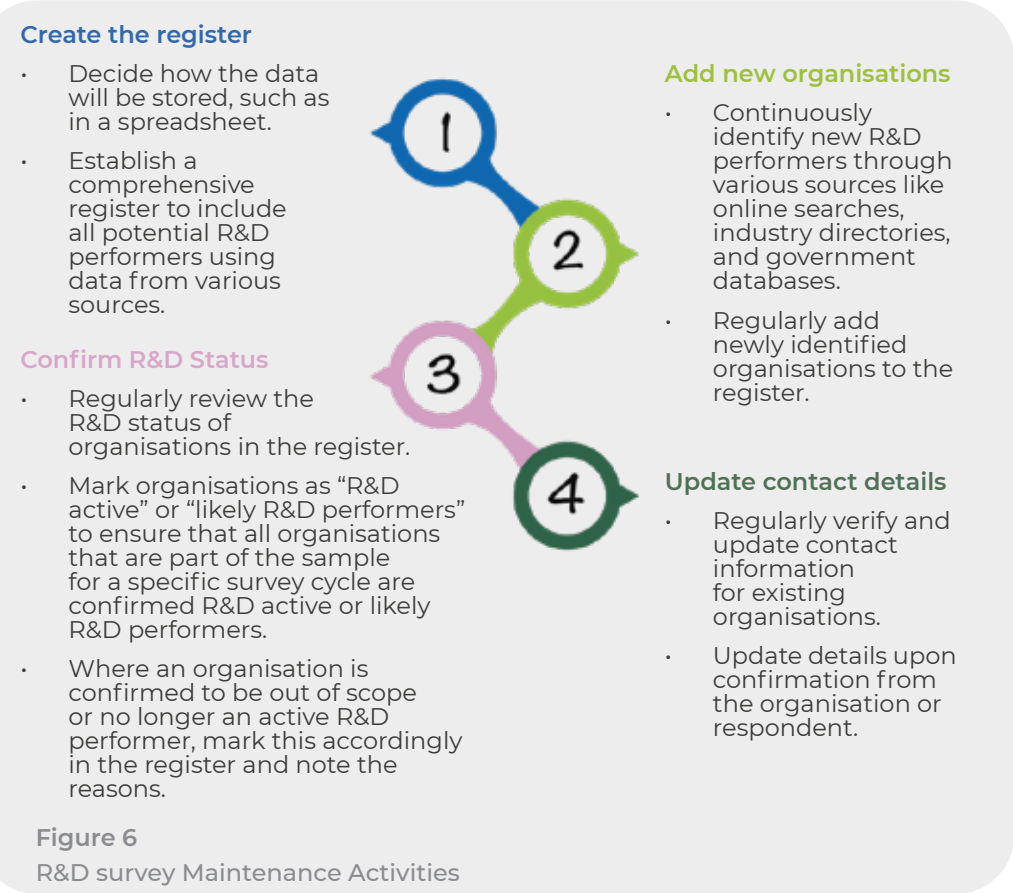 Create the register
• Decide how the data
will be stored, such as
in a spreadsheet.
• Establish a
comprehensive
register to include
all potential R&D
performers using
data from various
sources.
1
2
Add new organisations
• Continuously
identify new R&D
performers through
various sources like
online searches,
industry directories,
and government
databases.
• Regularly add
newly identified
organisations to the
register.
Confirm R&D Status
• Regularly review the
R&D status of
organisations in the register.
• Mark organisations as “R&D
active” or “likely R&D performers”
to ensure that all organisations
that are part of the sample
for a specific survey cycle are
confirmed R&D active or likely
R&D performers.
• Where an organisation is
confirmed to be out of scope
or no longer an active R&D
performer, mark this accordingly
in the register and note the
reasons.
3
4
Update contact details
• Regularly verify and
update contact
information
for existing
organisations.
• Update details upon
confirmation from
the organisation or
respondent.
Figure 6
R&D survey Maintenance Activities